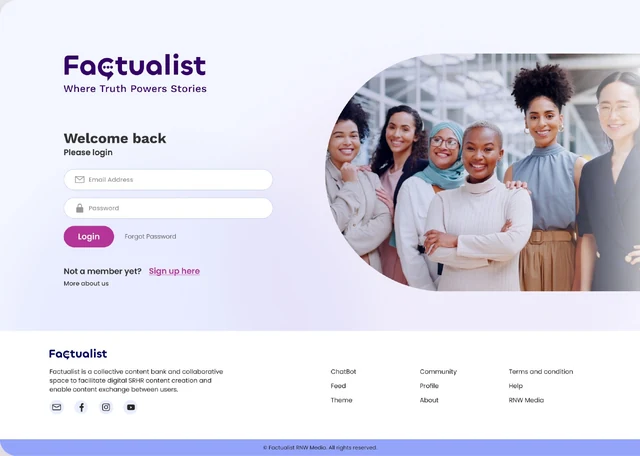 Factualist
Where Truth Powers Stories
Welcome back
Please login
Email Address
Password
Login
Forgot Password
Not a member yet? Sign up here
More about us
Factualist
Factualist is a collective content bank and collaborative
space to facilitate digital SRHR content creation and
enable content exchange between users.
ChatBot
Community
Terms and condition
Feed
Profile
Help
Theme
About
RNW Media
© Factualist RNW Media. All rights reserved.